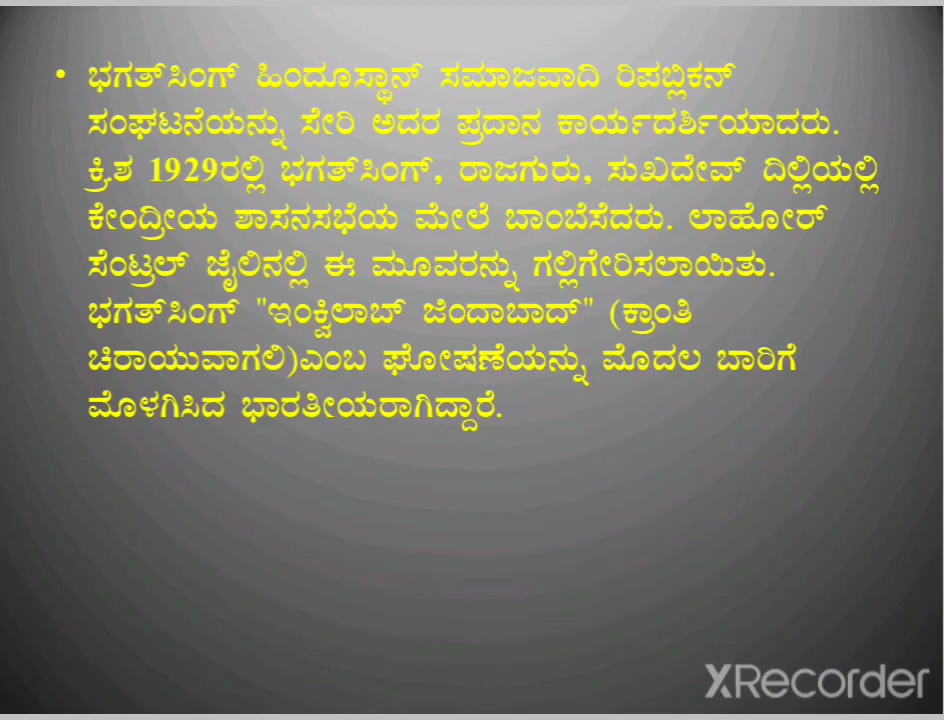 • ಭಗತ್‌ಸಿಂಗ್ ಹಿಂದೂಸ್ಥಾನ್ ಸಮಾಜವಾದಿ ರಿಪಬ್ಲಿಕನ್
ಸಂಘಟನೆಯನ್ನು ಸೇರಿ ಅದರ ಪ್ರದಾನ ಕಾರ್ಯದರ್ಶಿಯಾದರು.
ಕ್ರಿ.ಶ 1929ರಲ್ಲಿ ಭಗತ್‌ಸಿಂಗ್, ರಾಜಗುರು, ಸುಖದೇವ್ ದಿಲ್ಲಿಯಲ್ಲಿ
ಕೇಂದ್ರೀಯ ಶಾಸನಸಭೆಯ ಮೇಲೆ ಬಾಂಬೆಸೆದರು. ಲಾಹೋರ್
ಸೆಂಟ್ರಲ್ ಜೈಲಿನಲ್ಲಿ ಈ ಮೂವರನ್ನು ಗಲ್ಲಿಗೇರಿಸಲಾಯಿತು.
ಭಗತ್‌ಸಿಂಗ್ "ಇಂಕ್ವಿಲಾಬ್ ಜಿಂದಾಬಾದ್" (ಕ್ರಾಂತಿ
ಚಿರಾಯುವಾಗಲಿ)ಎಂಬ ಘೋಷಣೆಯನ್ನು ಮೊದಲ ಬಾರಿಗೆ
ಮೊಳಗಿಸಿದ ಭಾರತೀಯರಾಗಿದ್ದಾರೆ.
XRecorder